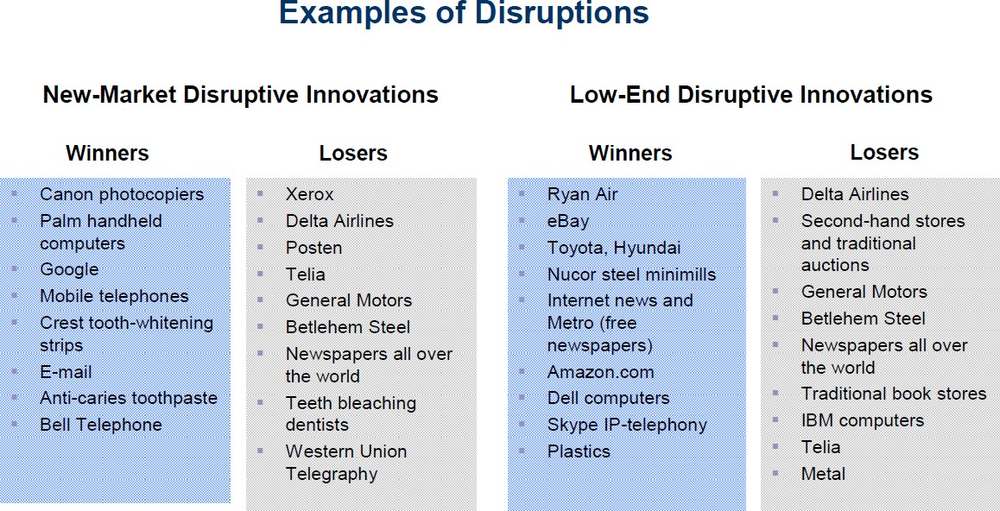 Examples of Disruptions
New-Market Disruptive Innovations
Winners
Canon photocopiers
Palm handheld
computers
Google
Mobile telephones
Crest tooth-whitening
strips
E-mail
Anti-caries toothpaste
Bell Telephone
Losers
Xerox
Delta Airlines
Posten
Telia
General Motors
Betlehem Steel
Newspapers all over
the world
Teeth bleaching
dentists
Western Union
Telegraphy
Low-End Disruptive Innovations
Winners
Ryan Air
eBay
Toyota, Hyundai
Nucor steel minimills
Internet news and
Metro (free
newspapers)
Amazon.com
Dell computers
Skype IP-telephony
Plastics
Losers
Delta Airlines
Second-hand stores
and traditional
auctions
General Motors
Betlehem Steel
Newspapers all over
the world
Traditional book stores
IBM computers
Telia
Metal